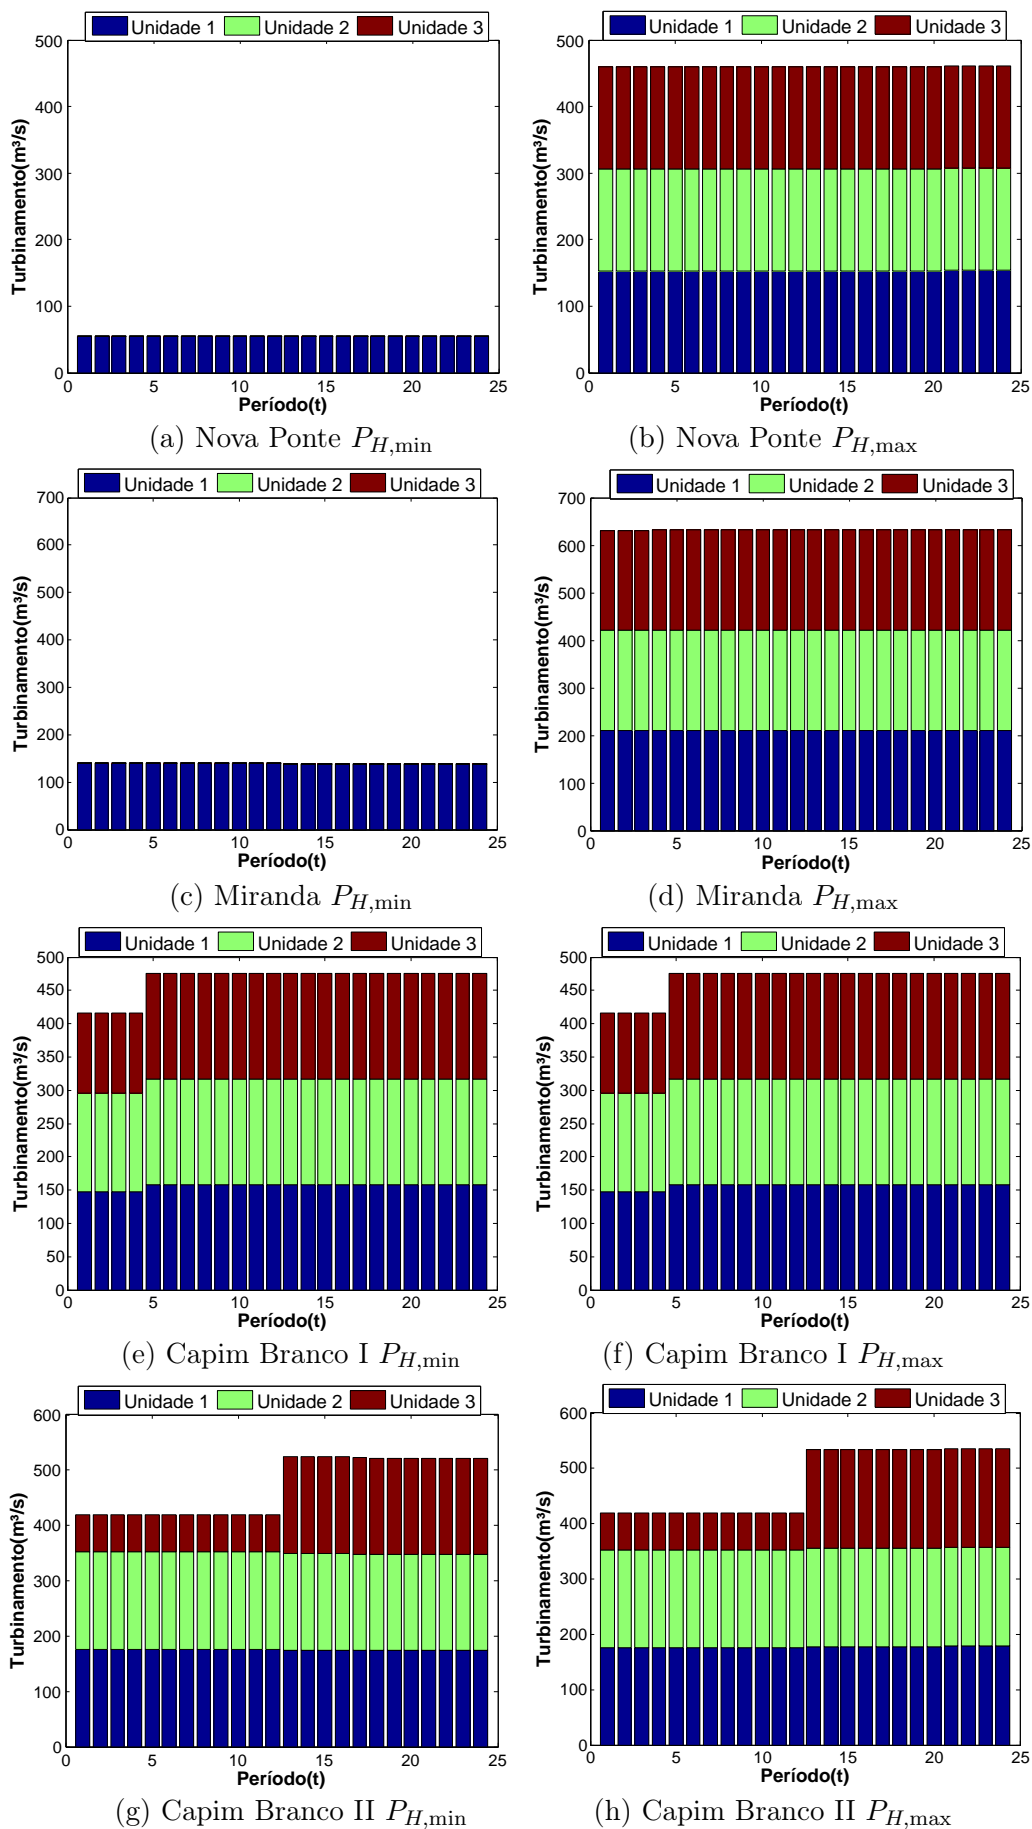 Unidade 1 Unidade 2 Unidade 3
500
400
300
200
100
0
Turbinamento(m³/s)
0 5 10 15 20 25
Período(t)
(a) Nova Ponte P_H,min
Unidade 1 Unidade 2 Unidade 3
500
400
300
200
100
0
Turbinamento(m³/s)
0 5 10 15 20 25
Período(t)
(b) Nova Ponte P_H,max
Unidade 1 Unidade 2 Unidade 3
700
600
500
400
300
200
100
0
Turbinamento(m³/s)
0 5 10 15 20 25
Período(t)
(c) Miranda P_H,min
Unidade 1 Unidade 2 Unidade 3
700
600
500
400
300
200
100
0
Turbinamento(m³/s)
0 5 10 15 20 25
Período(t)
(d) Miranda P_H,max
Unidade 1 Unidade 2 Unidade 3
500
450
400
350
300
250
200
150
100
50
0
Turbinamento(m³/s)
0 5 10 15 20 25
Período(t)
(e) Capim Branco I P_H,min
Unidade 1 Unidade 2 Unidade 3
500
450
400
350
300
250
200
150
100
50
0
Turbinamento(m³/s)
0 5 10 15 20 25
Período(t)
(f) Capim Branco I P_H,max
Unidade 1 Unidade 2 Unidade 3
600
500
400
300
200
100
0
Turbinamento(m³/s)
0 5 10 15 20 25
Período(t)
(g) Capim Branco II P_H,min
Unidade 1 Unidade 2 Unidade 3
600
500
400
300
200
100
0
Turbinamento(m³/s)
0 5 10 15 20 25
Período(t)
(h) Capim Branco II P_H,max